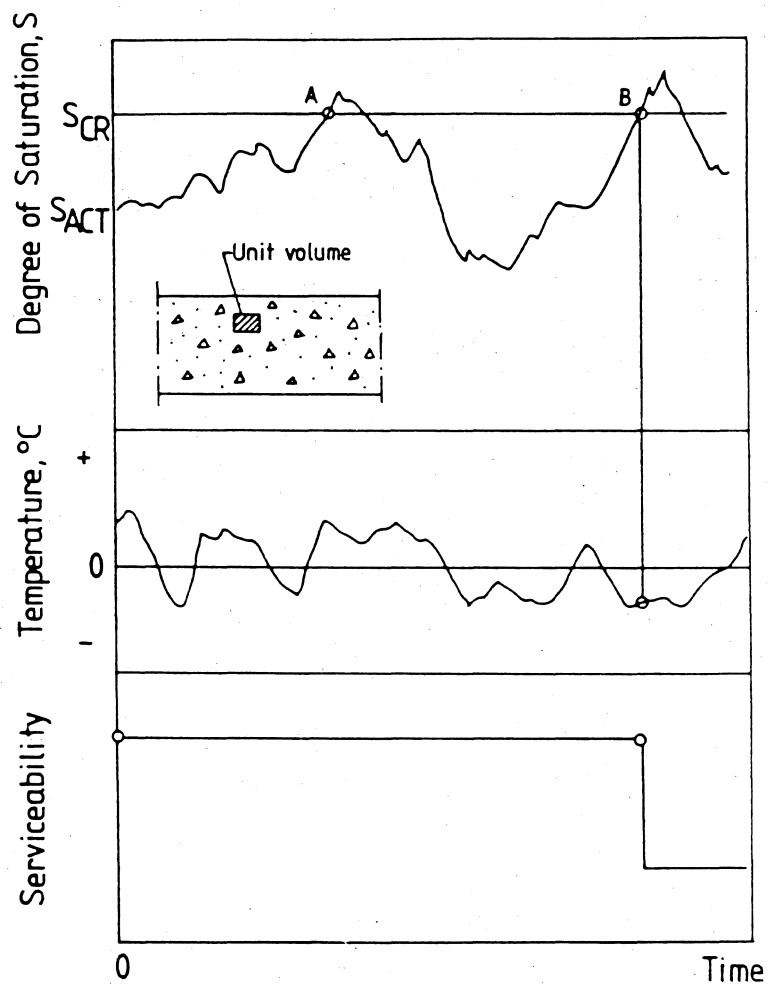 Degree of Saturation, S
S_CR
S_ACT
A
B
Unit volume
Temperature, °C
+
0
-
Serviceability
0
Time